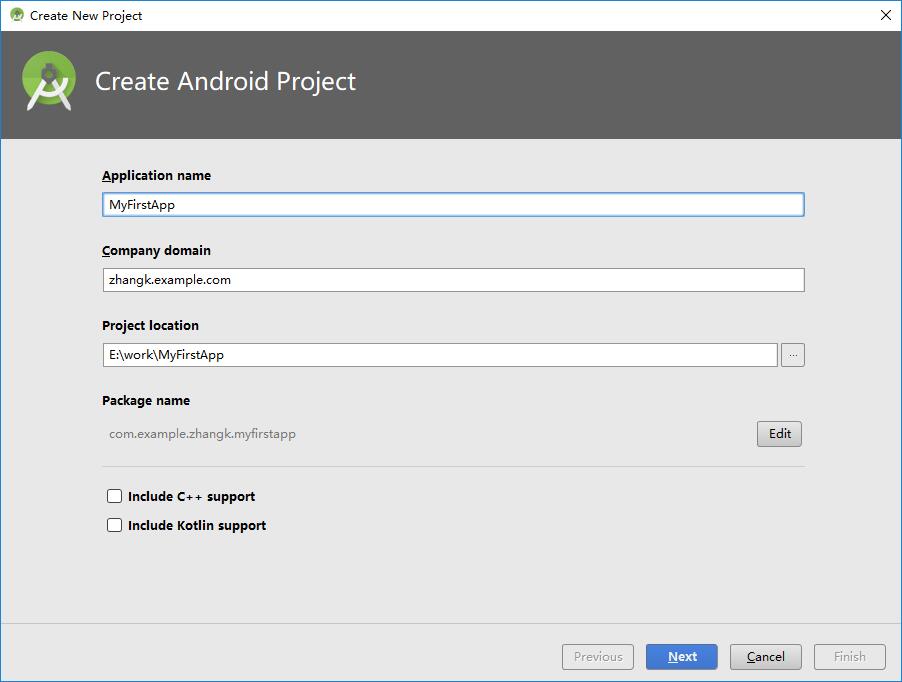 Create New Project
Create Android Project
Application name
MyFirstApp
Company domain
zhangk.example.com
Project location
E:\work\MyFirstApp
...
Package name
com.example.zhangk.myfirstapp
Edit
Include C++ support
Include Kotlin support
Previous Next Cancel Finish